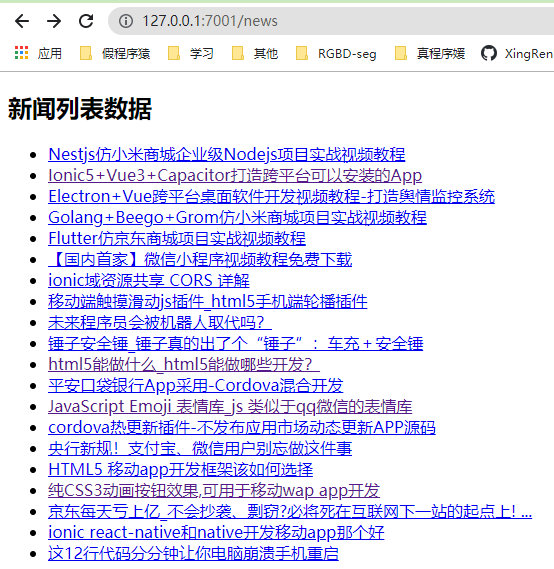 127.0.0.1:7001/news
应用 假程序猿 学习 其他 RGBD-seg 真程序媛 XingRen
新闻列表数据
Nestjs仿小米商城企业级Nodejs项目实战视频教程
Ionic5+Vue3+Capacitor打造跨平台可以安装的App
Electron+Vue跨平台桌面软件开发视频教程-打造舆情监控系统
Golang+Beego+Grom仿小米商城项目实战视频教程
Flutter仿京东商城项目实战视频教程
【国内首家】微信小程序视频教程免费下载
ionic域资源共享 CORS 详解
移动端触摸滑动js插件_html5手机端轮播插件
未来程序员会被机器人取代吗?
锤子安全锤_锤子真的出了个“锤子”：车充＋安全锤
html5能做什么_html5能做哪些开发?
平安口袋银行App采用-Cordova混合开发
JavaScript Emoji 表情库_js 类似于qq微信的表情库
cordova热更新插件-不发布应用市场动态更新APP源码
央行新规！支付宝、微信用户别忘做这件事
HTML5 移动app开发框架该如何选择
纯CSS3动画按钮效果,可用于移动wap app开发
京东每天亏上亿_不会抄袭、剽窃?必将死在互联网下一站的起点上! ...
ionic react-native和native开发移动app那个好
这12行代码分分钟让你电脑崩溃手机重启